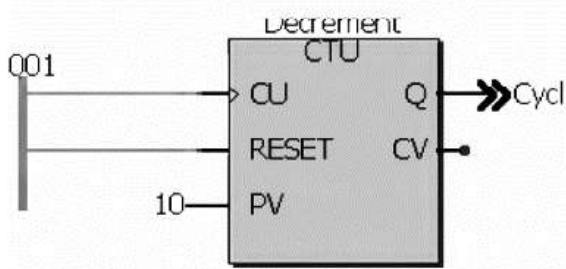 Decrement
CTU
001
CU
Q
Cycl
RESET
CV
10
PV